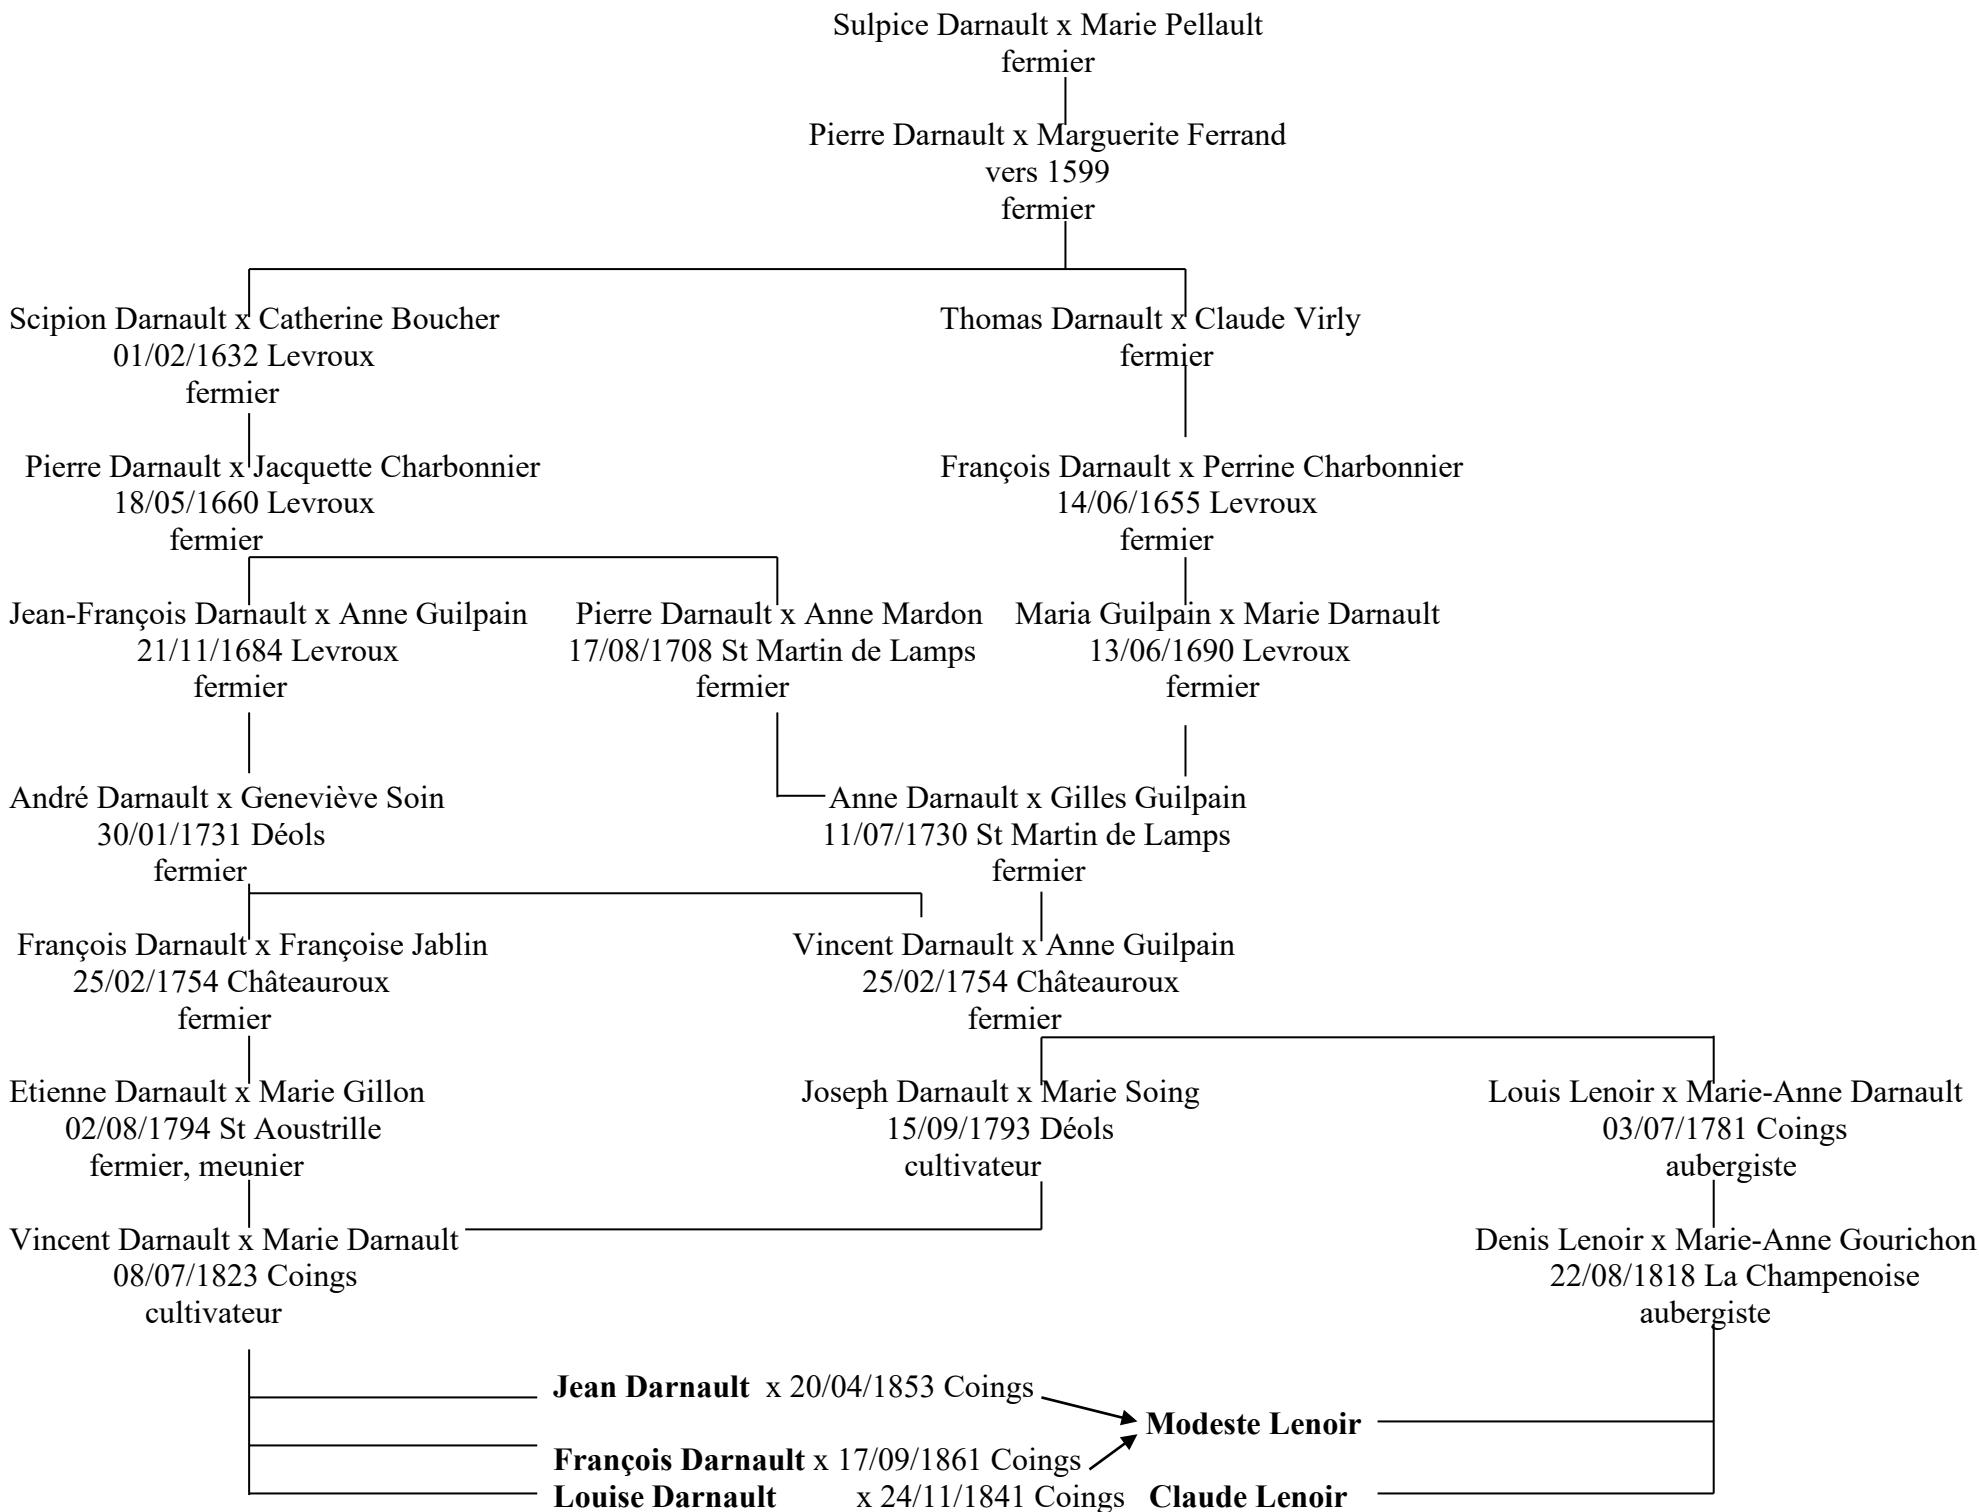 Sulpice Darnault x Marie Pellault
fermier
Pierre Darnault x Marguerite Ferrand
vers 1599
fermier
Scipion Darnault x Catherine Boucher
01/02/1632 Levroux
fermier
Thomas Darnault x Claude Virly
fermier
Pierre Darnault x Jacquette Charbonnier
18/05/1660 Levroux
fermier
François Darnault x Perrine Charbonnier
14/06/1655 Levroux
fermier
Jean-François Darnault x Anne Guilpain
21/11/1684 Levroux
fermier
Pierre Darnault x Anne Mardon
17/08/1708 St Martin de Lamps
fermier
Maria Guilpain x Marie Darnault
13/06/1690 Levroux
fermier
André Darnault x Geneviève Soin
30/01/1731 Déols
fermier
Anne Darnault x Gilles Guilpain
11/07/1730 St Martin de Lamps
fermier
François Darnault x Françoise Jablin
25/02/1754 Châteauroux
fermier
Vincent Darnault x Anne Guilpain
25/02/1754 Châteauroux
fermier
Etienne Darnault x Marie Gillon
02/08/1794 St Aoustrille
fermier, meunier
Joseph Darnault x Marie Soing
15/09/1793 Déols
cultivateur
Louis Lenoir x Marie-Anne Darnault
03/07/1781 Coings
aubergiste
Vincent Darnault x Marie Darnault
08/07/1823 Coings
cultivateur
Denis Lenoir x Marie-Anne Gourichon
22/08/1818 La Champenoise
aubergiste
Jean Darnault x 20/04/1853 Coings
Modeste Lenoir
François Darnault x 17/09/1861 Coings
Louise Darnault x 24/11/1841 Coings Claude Lenoir